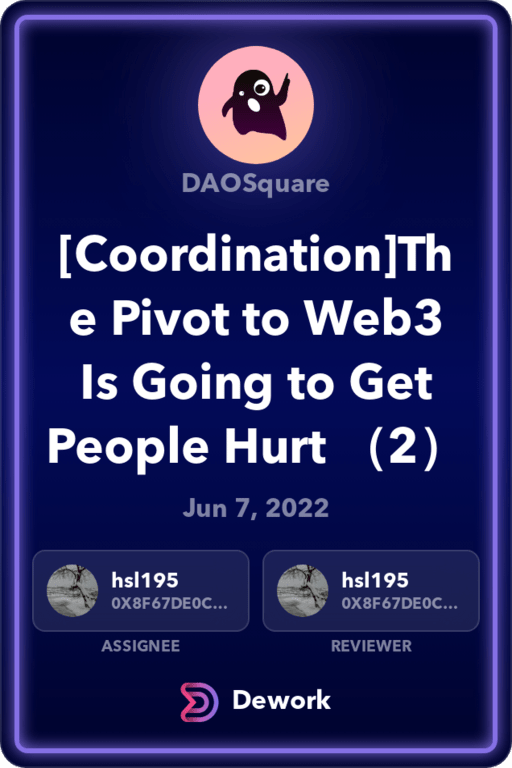 DAOSquare
[Coordination]Th
e Pivot to Web3
Is Going to Get
People Hurt （2）
Jun 7, 2022
hsl195
0X8F67DE0C...
ASSIGNEE
hsl195
0X8F67DE0C...
REVIEWER
Dework